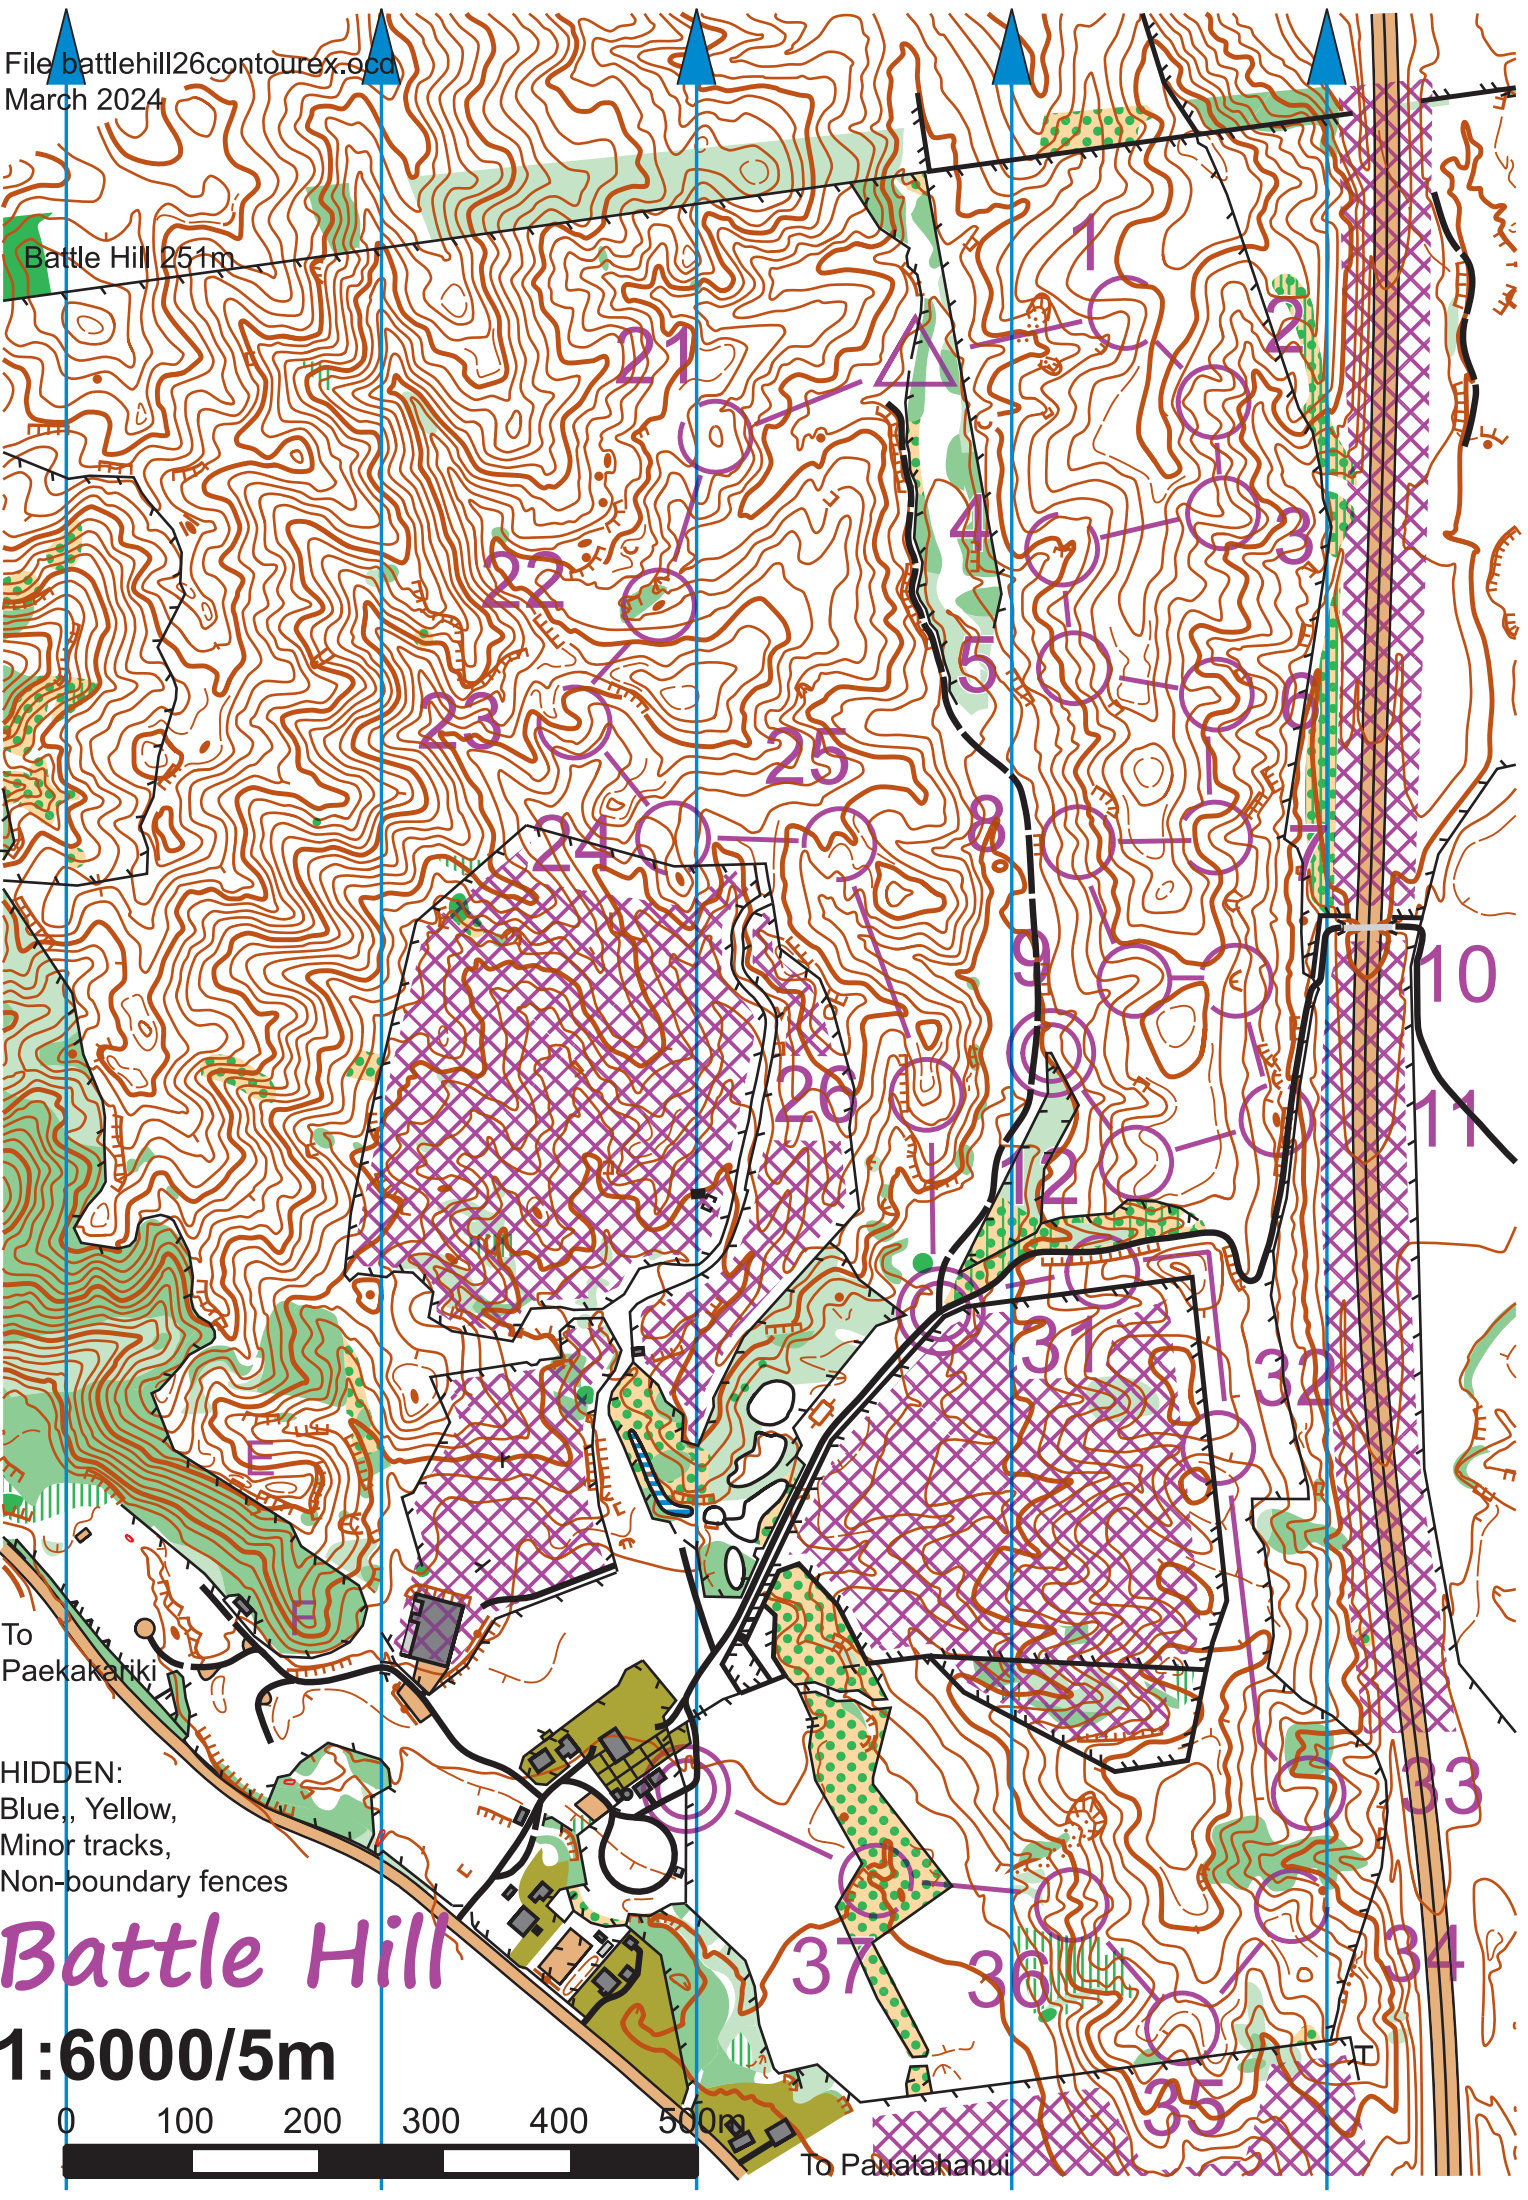 File battlehill26contourex.ocd
March 2024
1
Battle Hill 251m
2
21
4
3
22
5
6
23
25
8
7
24
9
10
26
11
12
31
32
E
F
To
Paekakariki
HIDDEN:
Blue,, Yellow,
Minor tracks,
Non-boundary fences
33
Battle Hill
34
37
36
1:6000/5m
T
35
0 100 200 300 400 500m
To Pauatahanui